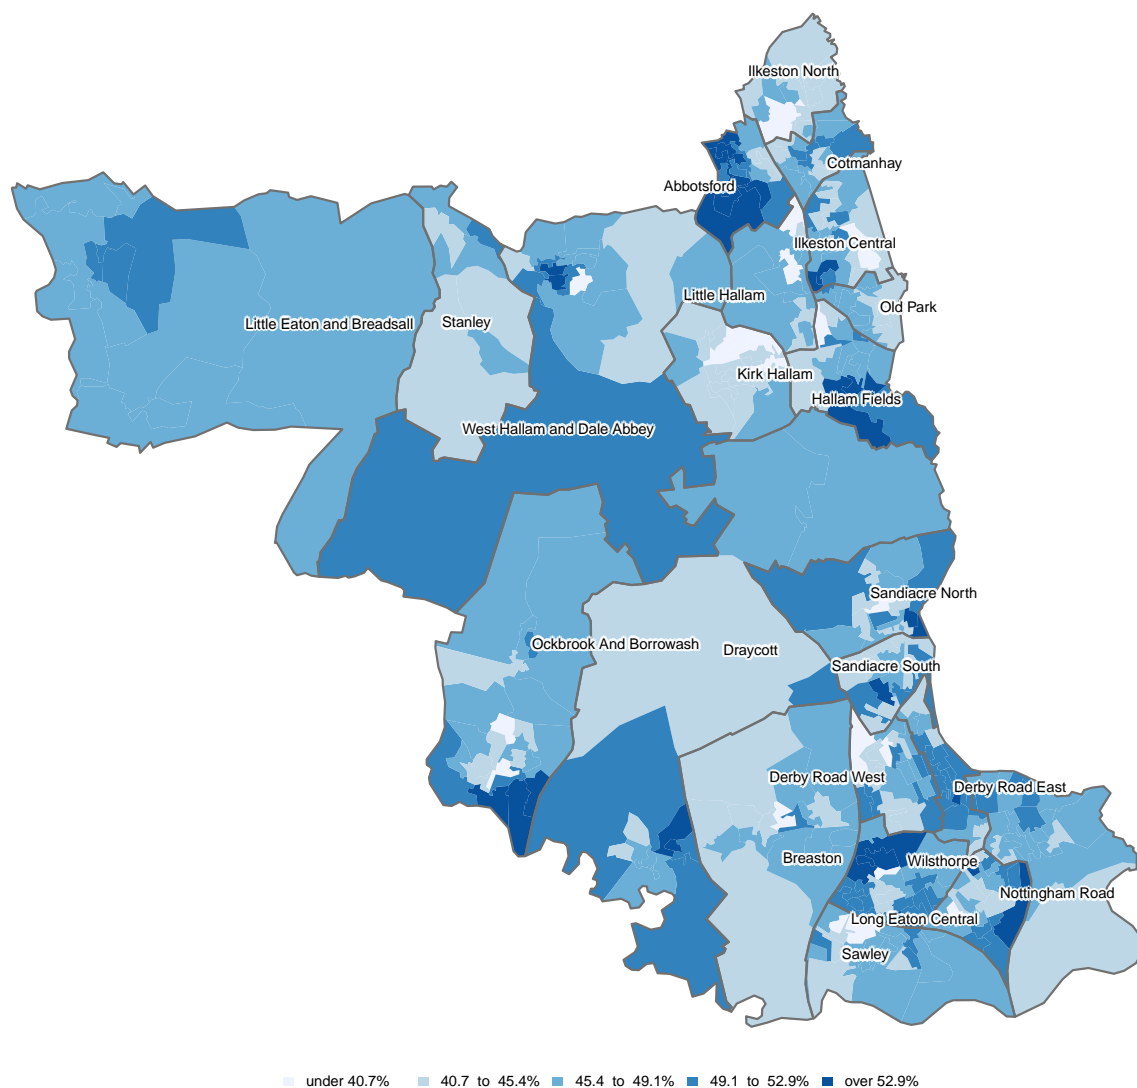 Ilkeston North
Cotmanhay
Abbotsford
Ilkeston Central
Little Hallam
Old Park
Little Eaton and Breadsall
Stanley
Kirk Hallam
Hallam Fields
West Hallam and Dale Abbey
Sandiacre North
Ockbrook And Borrowash
Draycott
Sandiacre South
Derby Road West
Derby Road East
Breaston
Wilsthorpe
Nottingham Road
Long Eaton Central
Sawley
under 40.7% 40.7 to 45.4% 45.4 to 49.1% 49.1 to 52.9% over 52.9%